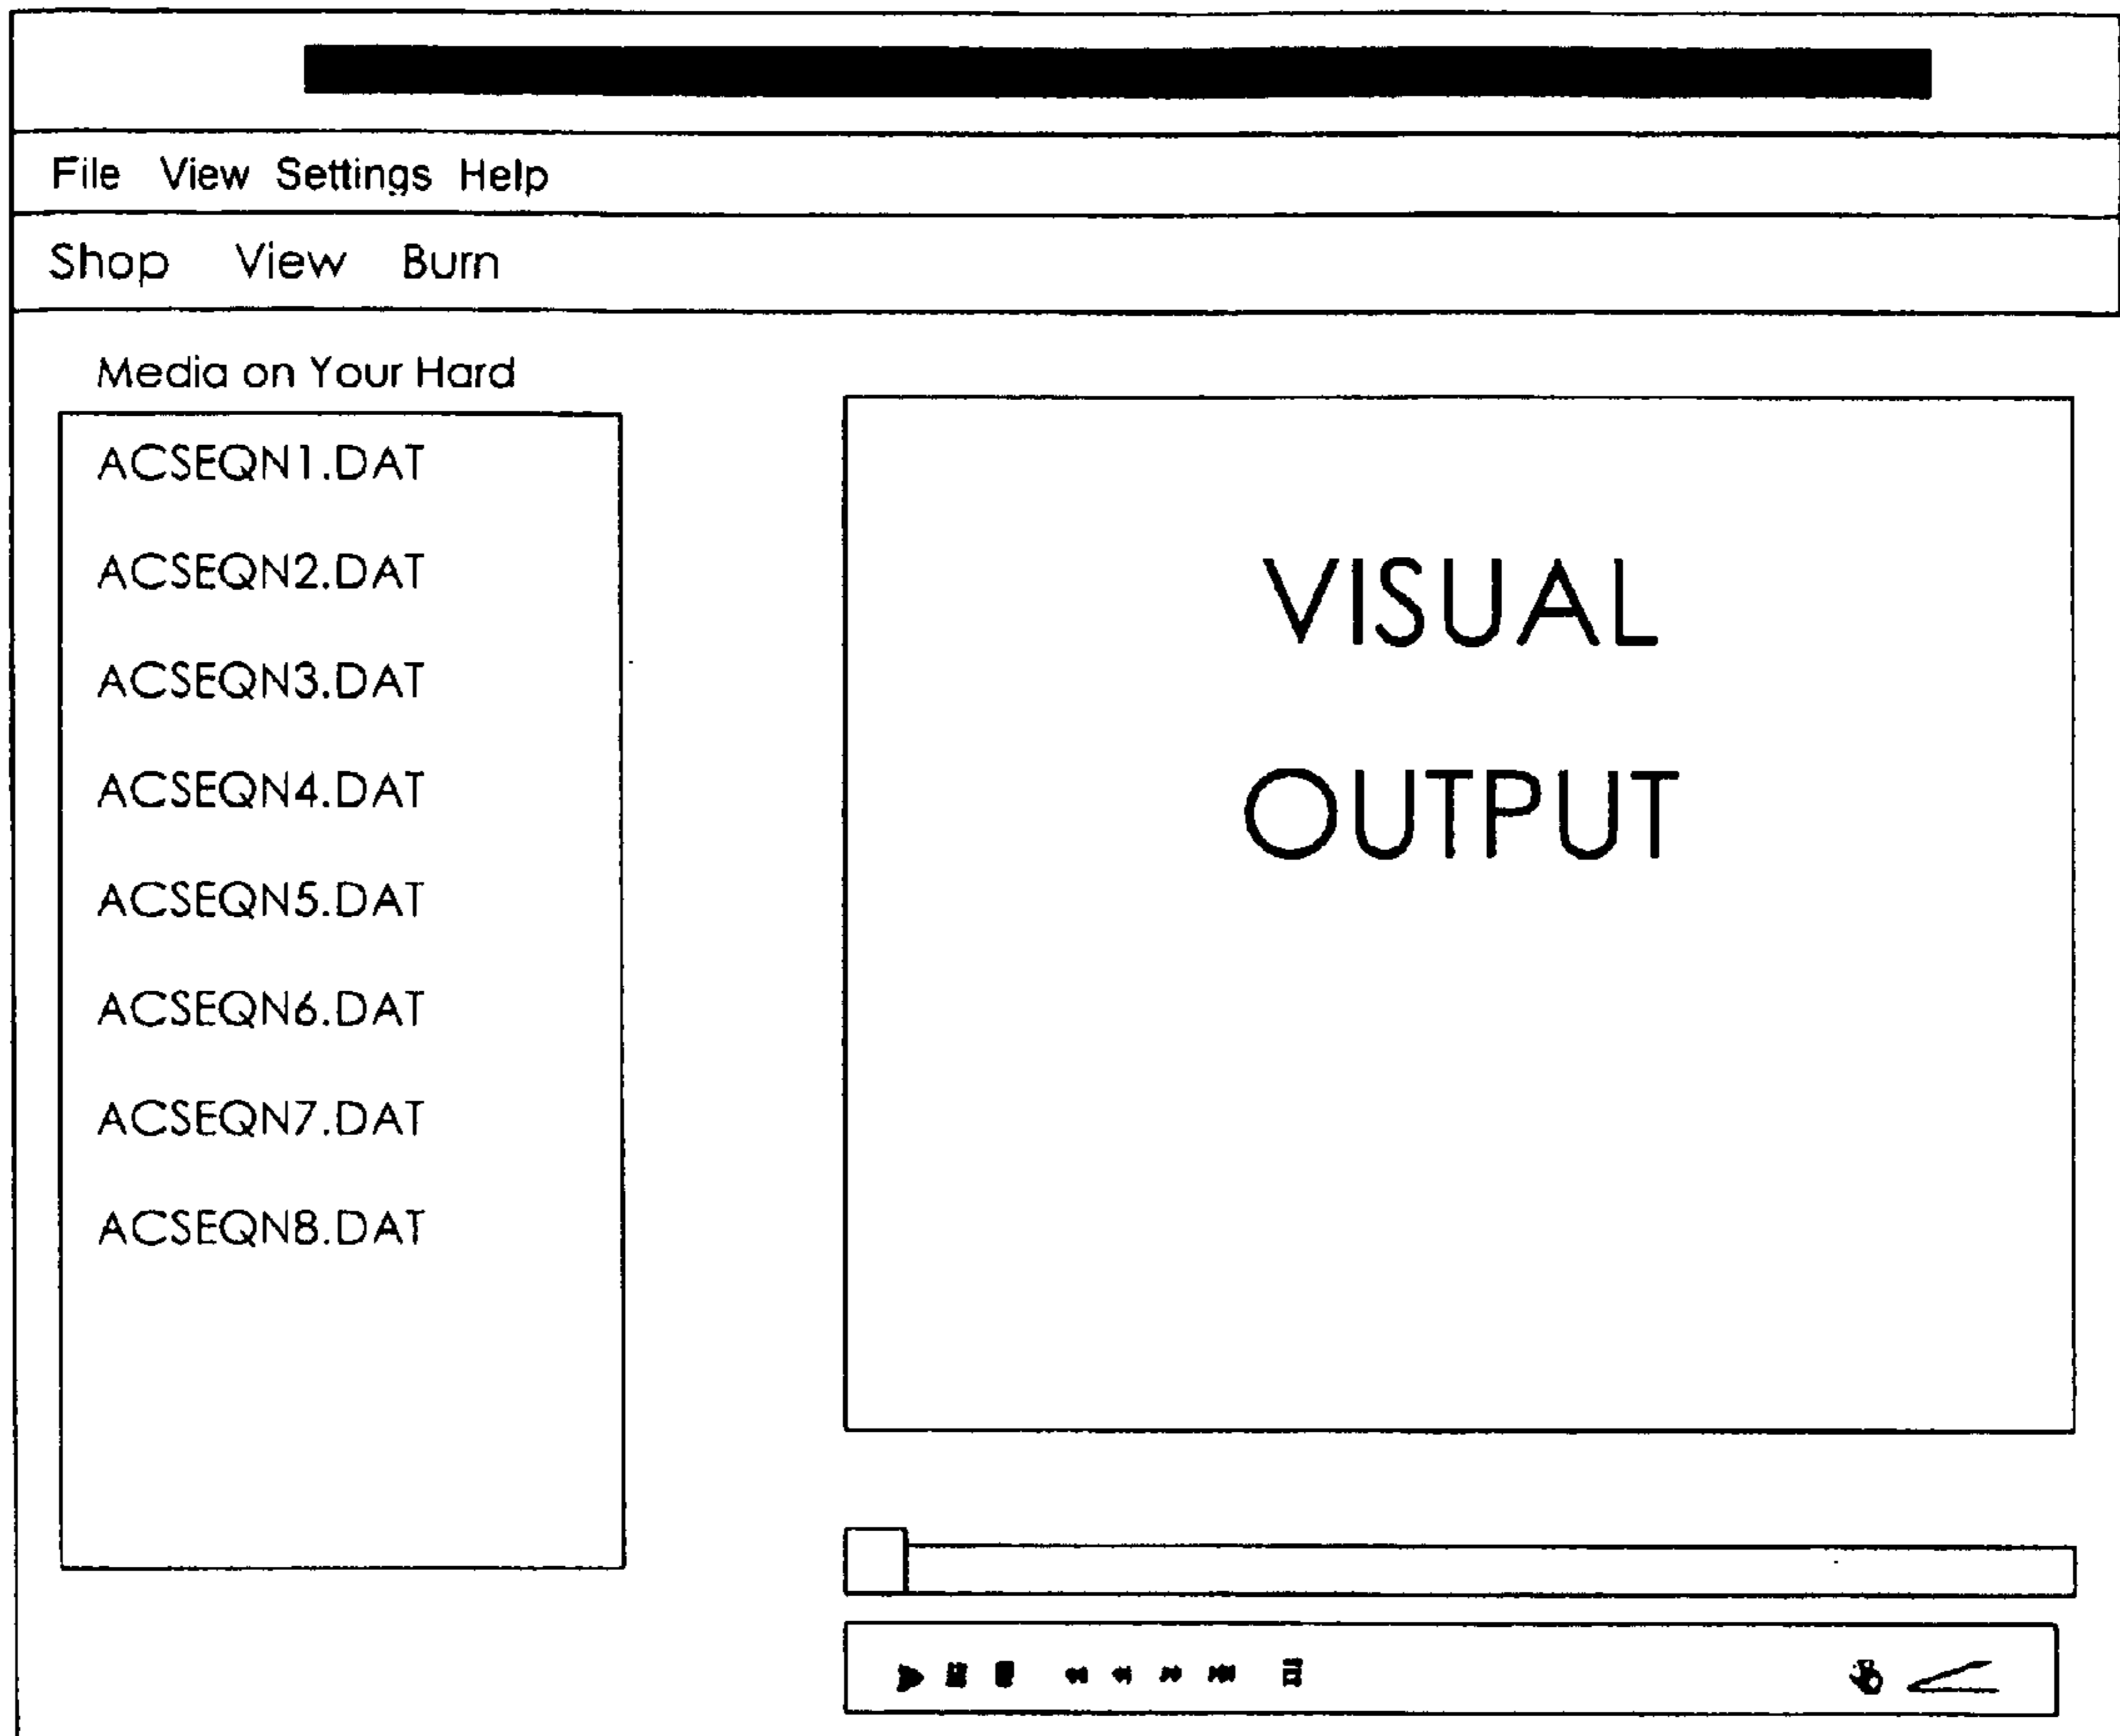 File View Settings Help
Shop View Burn
Media on Your Hard
ACSEQN1.DAT
ACSEQN2.DAT
ACSEQN3.DAT
ACSEQN4.DAT
ACSEQN5.DAT
ACSEQN6.DAT
ACSEQN7.DAT
ACSEQN8.DAT
VISUAL
OUTPUT